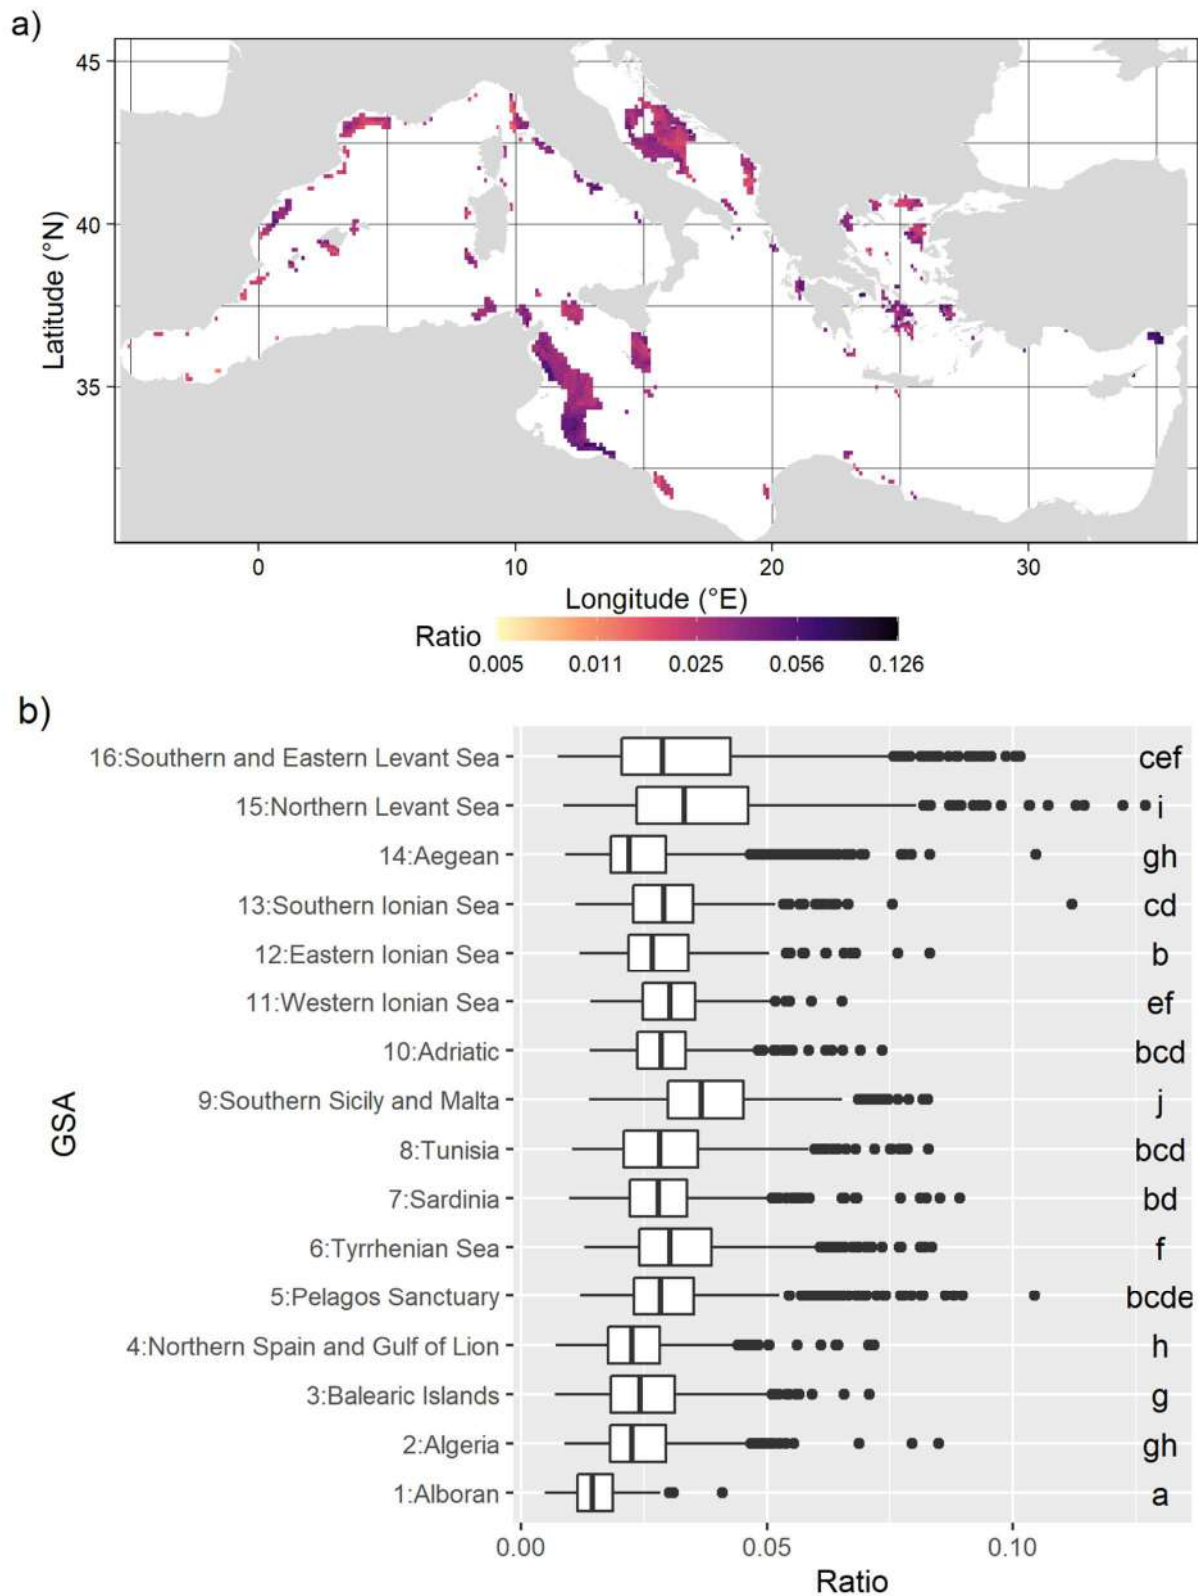 a)
45
40
35
Latitude (°N)
0 10 20 30
Longitude (°E)
Ratio
0.005 0.011 0.025 0.056 0.126
b)
16:Southern and Eastern Levant Sea cef
15:Northern Levant Sea i
14:Aegean gh
13:Southern Ionian Sea cd
12:Eastern Ionian Sea b
11:Western Ionian Sea ef
10:Adriatic bcd
9:Southern Sicily and Malta j
8:Tunisia bcd
7:Sardinia bd
6:Tyrrhenian Sea f
5:Pelagos Sanctuary bcde
4:Northern Spain and Gulf of Lion h
3:Balearic Islands g
2:Algeria gh
1:Alboran a
GSA
0.00 0.05 0.10
Ratio